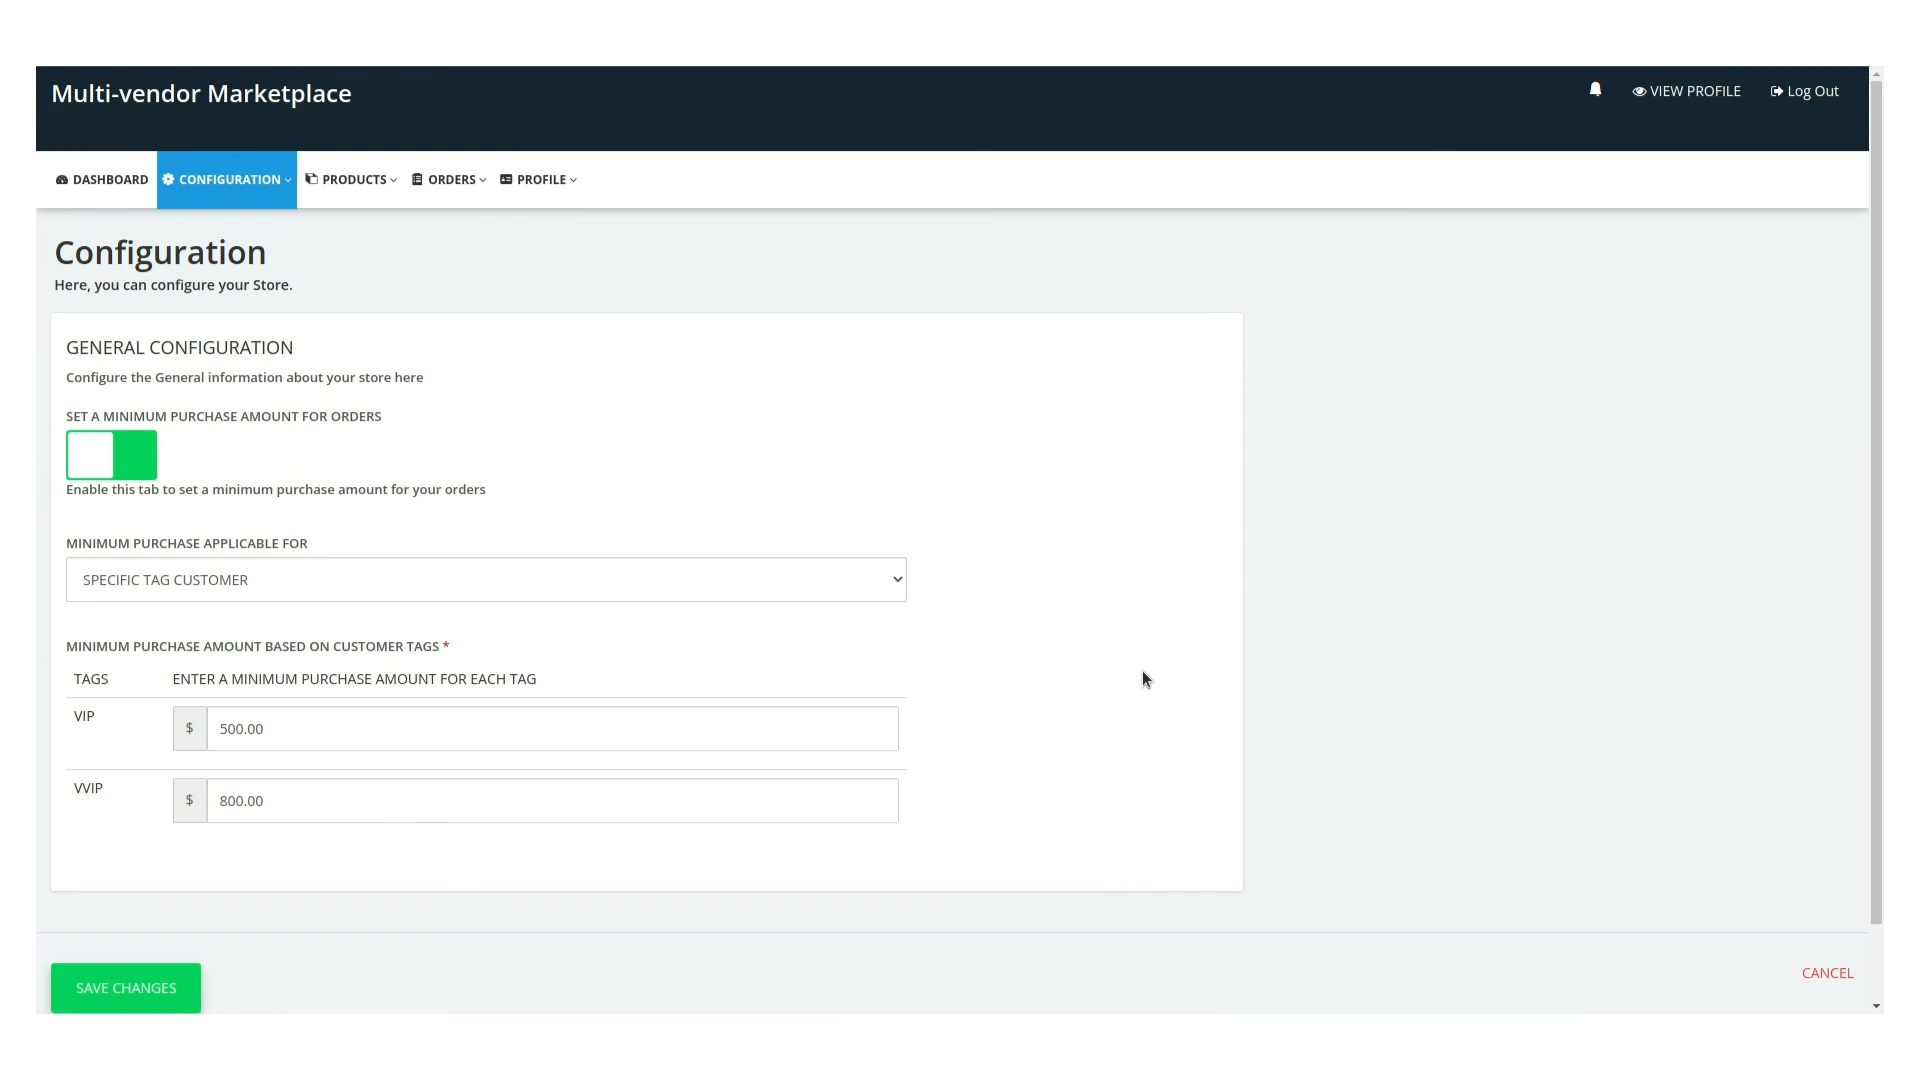 Multi-vendor Marketplace
VIEW PROFILE
Log Out
DASHBOARD
CONFIGURATION
PRODUCTS
ORDERS
PROFILE
Configuration
Here, you can configure your Store.
GENERAL CONFIGURATION
Configure the General information about your store here
SET A MINIMUM PURCHASE AMOUNT FOR ORDERS
Enable this tab to set a minimum purchase amount for your orders
MINIMUM PURCHASE APPLICABLE FOR
SPECIFIC TAG CUSTOMER
MINIMUM PURCHASE AMOUNT BASED ON CUSTOMER TAGS *
TAGS ENTER A MINIMUM PURCHASE AMOUNT FOR EACH TAG
VIP $ 500.00
VVIP $ 800.00
SAVE CHANGES
CANCEL